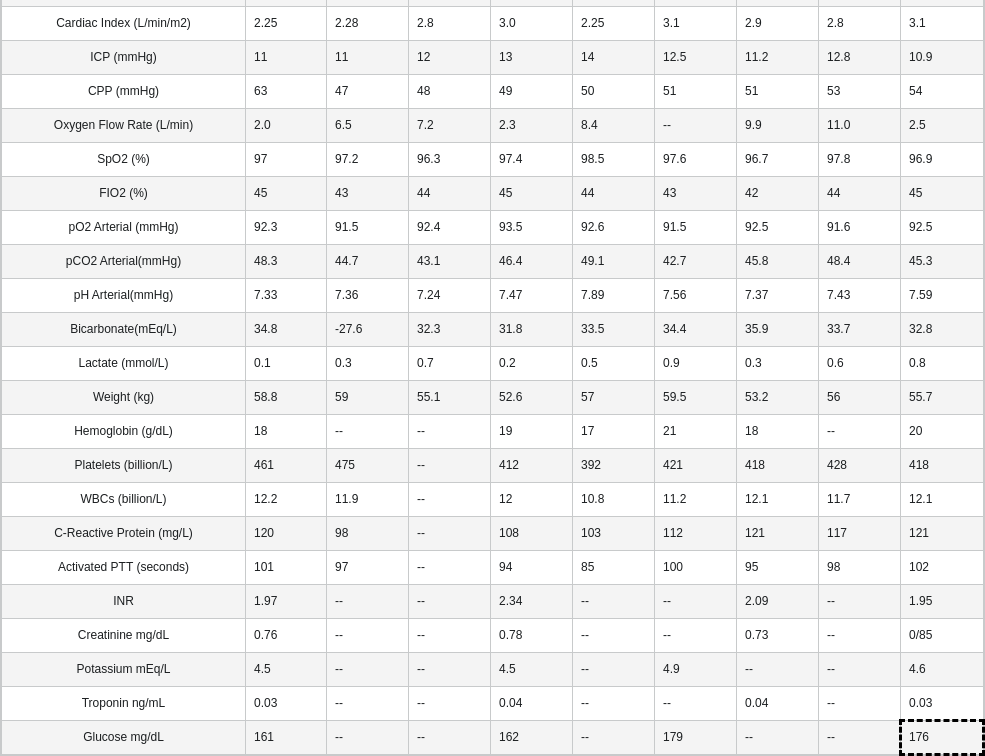 Cardiac Index (L/min/m2) 2.25 2.28 2.8 3.0 2.25 3.1 2.9 2.8 3.1
ICP (mmHg) 11 11 12 13 14 12.5 11.2 12.8 10.9
CPP (mmHg) 63 47 48 49 50 51 51 53 54
Oxygen Flow Rate (L/min) 2.0 6.5 7.2 2.3 8.4 -- 9.9 11.0 2.5
SpO2 (%) 97 97.2 96.3 97.4 98.5 97.6 96.7 97.8 96.9
FIO2 (%) 45 43 44 45 44 43 42 44 45
pO2 Arterial (mmHg) 92.3 91.5 92.4 93.5 92.6 91.5 92.5 91.6 92.5
pCO2 Arterial(mmHg) 48.3 44.7 43.1 46.4 49.1 42.7 45.8 48.4 45.3
pH Arterial(mmHg) 7.33 7.36 7.24 7.47 7.89 7.56 7.37 7.43 7.59
Bicarbonate(mEq/L) 34.8 -27.6 32.3 31.8 33.5 34.4 35.9 33.7 32.8
Lactate (mmol/L) 0.1 0.3 0.7 0.2 0.5 0.9 0.3 0.6 0.8
Weight (kg) 58.8 59 55.1 52.6 57 59.5 53.2 56 55.7
Hemoglobin (g/dL) 18 -- -- 19 17 21 18 -- 20
Platelets (billion/L) 461 475 -- 412 392 421 418 428 418
WBCs (billion/L) 12.2 11.9 -- 12 10.8 11.2 12.1 11.7 12.1
C-Reactive Protein (mg/L) 120 98 -- 108 103 112 121 117 121
Activated PTT (seconds) 101 97 -- 94 85 100 95 98 102
INR 1.97 -- -- 2.34 -- -- 2.09 -- 1.95
Creatinine mg/dL 0.76 -- -- 0.78 -- -- 0.73 -- 0/85
Potassium mEq/L 4.5 -- -- 4.5 -- 4.9 -- -- 4.6
Troponin ng/mL 0.03 -- -- 0.04 -- -- 0.04 -- 0.03
Glucose mg/dL 161 -- -- 162 -- 179 -- -- 176